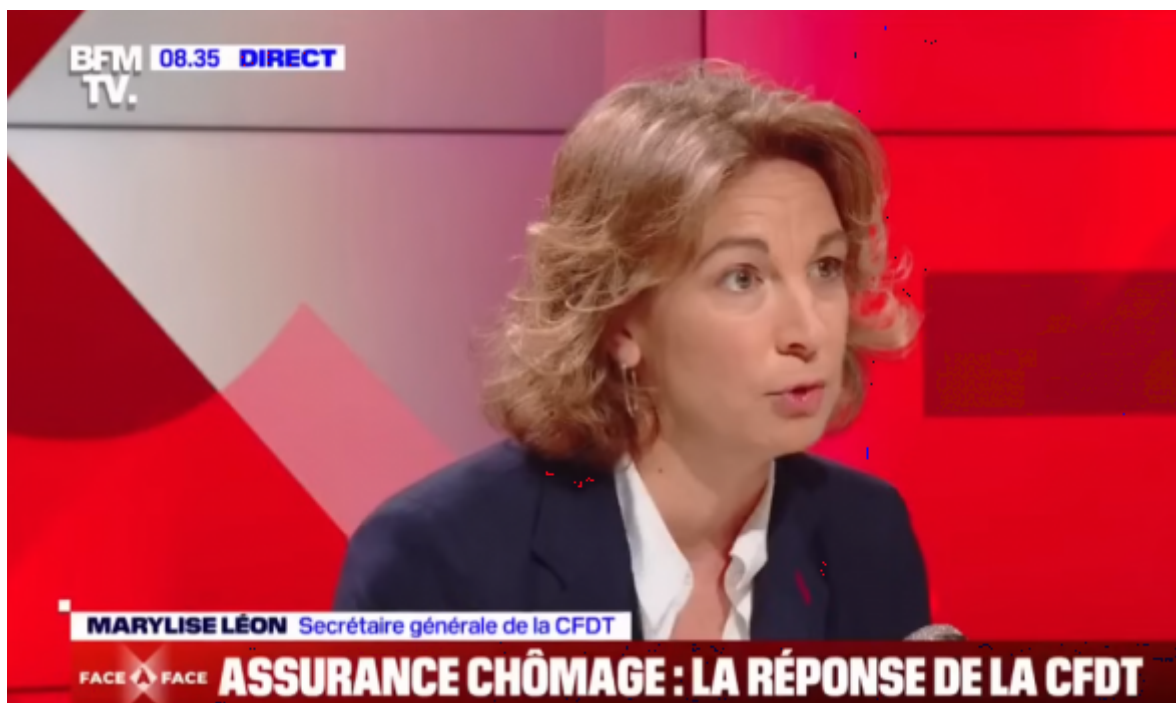 BFM 08.35 DIRECT
TV.
MARYLISE LÉON Secrétaire générale de la CFDT
FACE A FACE ASSURANCE CHÔMAGE : LA RÉPONSE DE LA CFDT